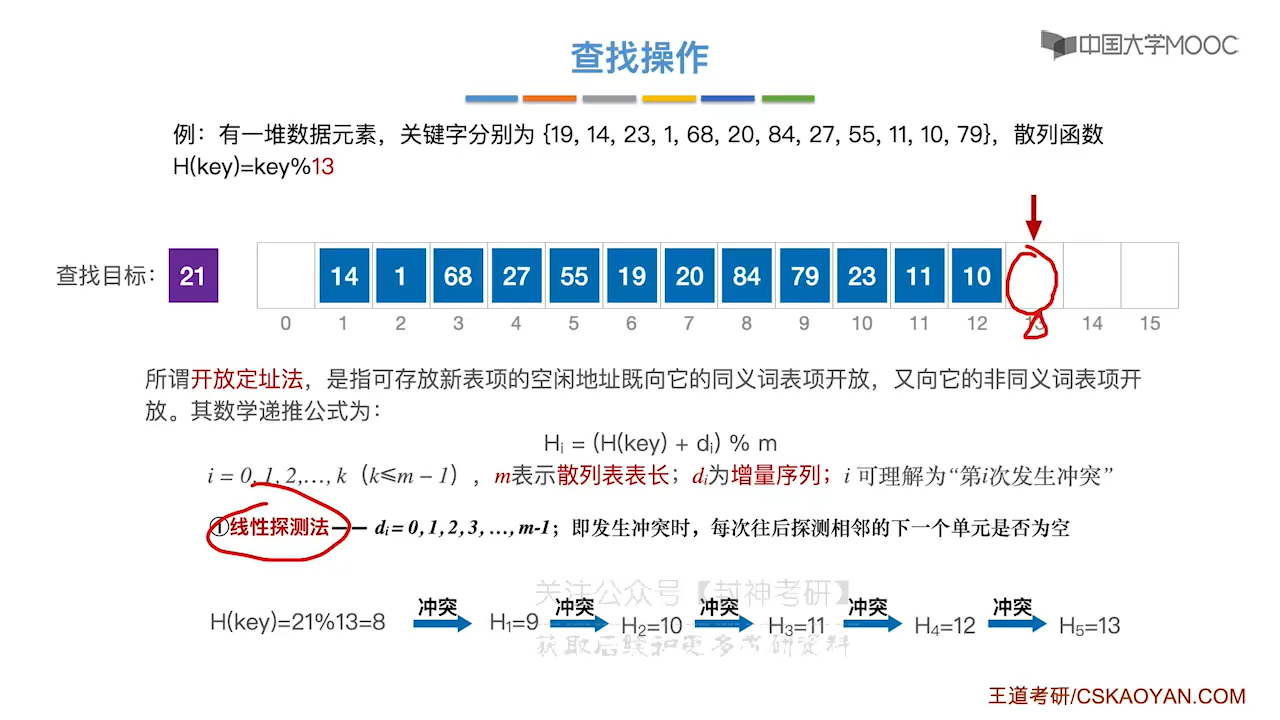 中国大学MOOC
查找操作
例：有一堆数据元素，关键字分别为 {19, 14, 23, 1, 68, 20, 84, 27, 55, 11, 10, 79}，散列函数
H(key)=key%13
查找目标： 21 14 1 68 27 55 19 20 84 79 23 11 10
0 1 2 3 4 5 6 7 8 9 10 11 12 13 14 15
所谓开放定址法，是指可存放新表项的空闲地址既向它的同义词表项开放，又向它的非同义词表项开
放。其数学递推公式为：
Hᵢ = (H(key) + dᵢ) % m
i = 0, 1, 2,…, k（k≤m − 1），m表示散列表表长；dᵢ为增量序列；i 可理解为“第i次发生冲突”
①线性探测法—— dᵢ = 0, 1, 2, 3, …, m-1；即发生冲突时，每次往后探测相邻的下一个单元是否为空
关注公众号【封神考研】
H(key)=21%13=8 冲突 H₁=9 冲突 H₂=10 冲突 H₃=11 冲突 H₄=12 冲突 H₅=13
获取后续和更多考研资料
王道考研/CSKAOYAN.COM